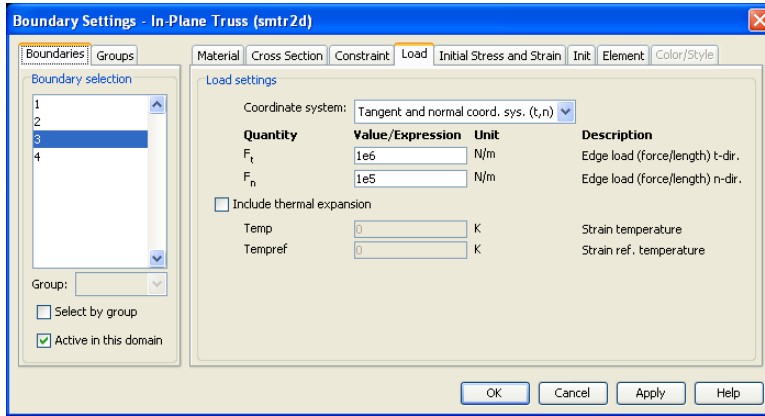 Boundary Settings - In-Plane Truss (smtr2d)
Boundaries Groups
Material Cross Section Constraint Load Initial Stress and Strain Init Element Color/Style
Boundary selection
1
2
3
4
Group:
Select by group
Active in this domain
Load settings
Coordinate system: Tangent and normal coord. sys. (t,n)
Quantity Value/Expression Unit Description
Ft 1e6 N/m Edge load (force/length) t-dir.
Fn 1e5 N/m Edge load (force/length) n-dir.
Include thermal expansion
Temp 0 K Strain temperature
Tempref 0 K Strain ref. temperature
OK Cancel Apply Help